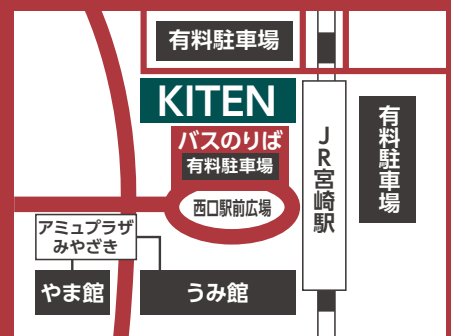 有料駐車場
KITEN
バスのりば
有料駐車場
西口駅前広場
JR宮崎駅
有料駐車場
アミュプラザ
みやざき
やま館
うみ館